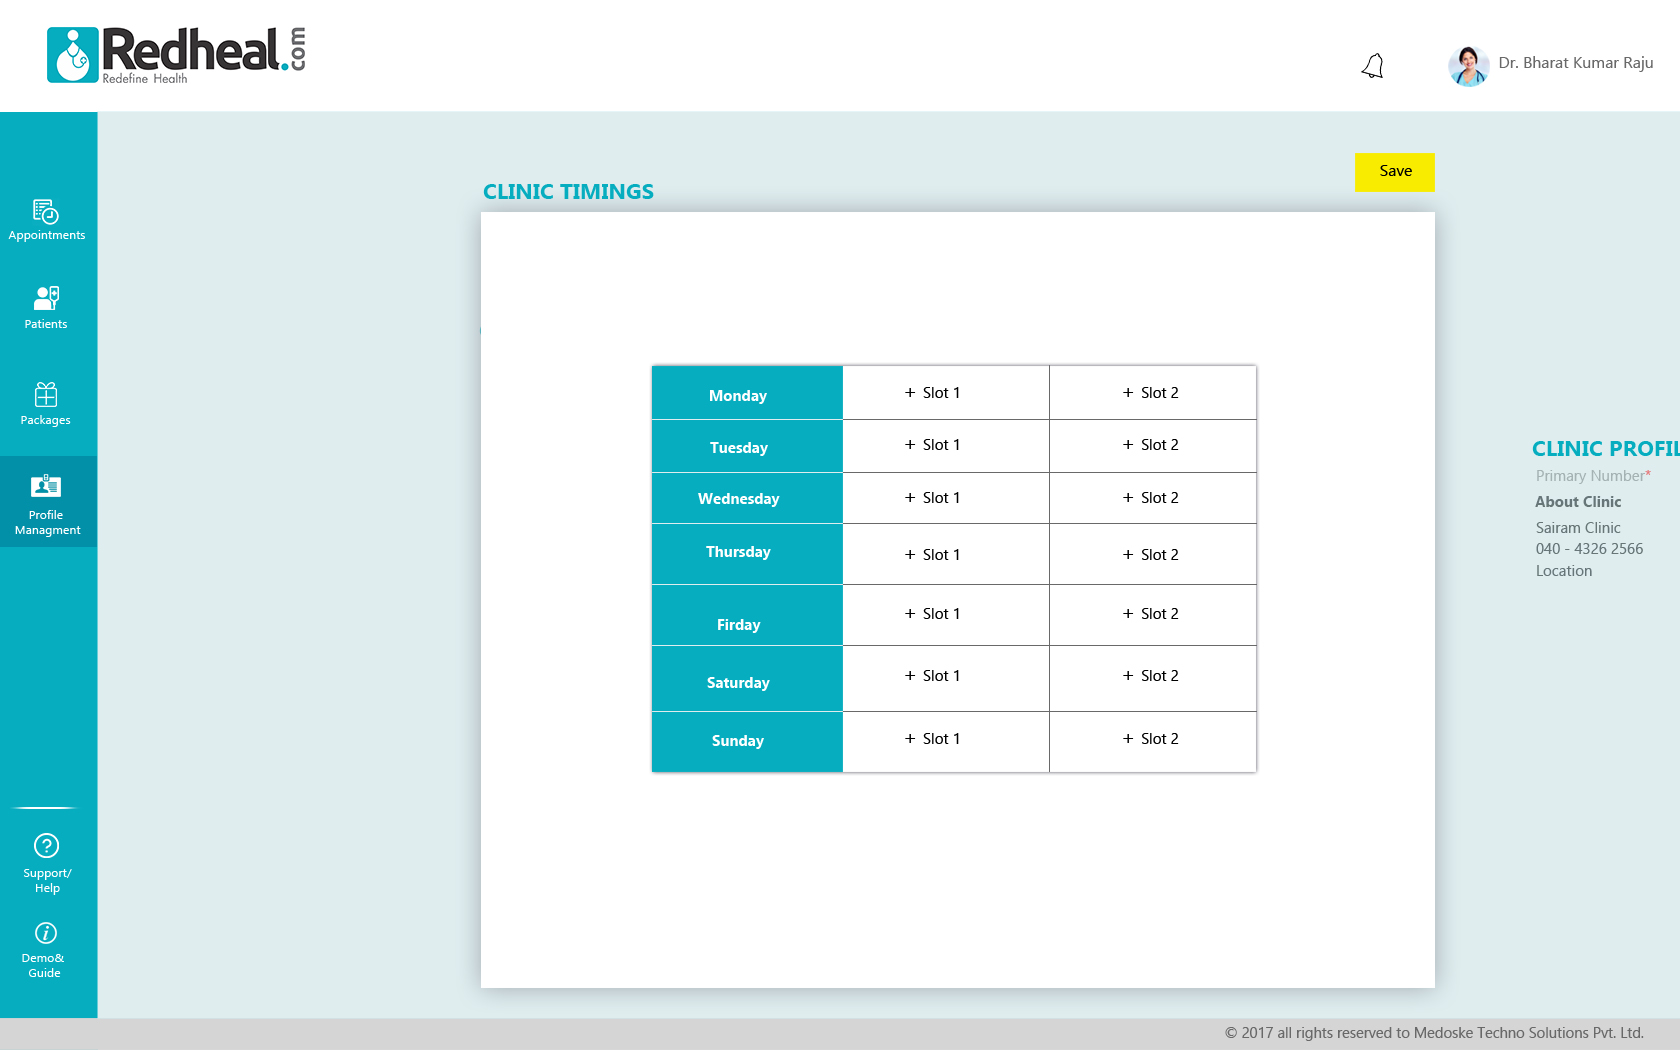 Redheal.com
Redefine Health
Dr. Bharat Kumar Raju
Save
CLINIC TIMINGS
Appointments
Patients
Packages
Profile
Managment
Support/
Help
Demo&
Guide
Monday + Slot 1 + Slot 2
Tuesday + Slot 1 + Slot 2
Wednesday + Slot 1 + Slot 2
Thursday + Slot 1 + Slot 2
Firday + Slot 1 + Slot 2
Saturday + Slot 1 + Slot 2
Sunday + Slot 1 + Slot 2
CLINIC PROFIL
Primary Number*
About Clinic
Sairam Clinic
040 - 4326 2566
Location
© 2017 all rights reserved to Medoske Techno Solutions Pvt. Ltd.